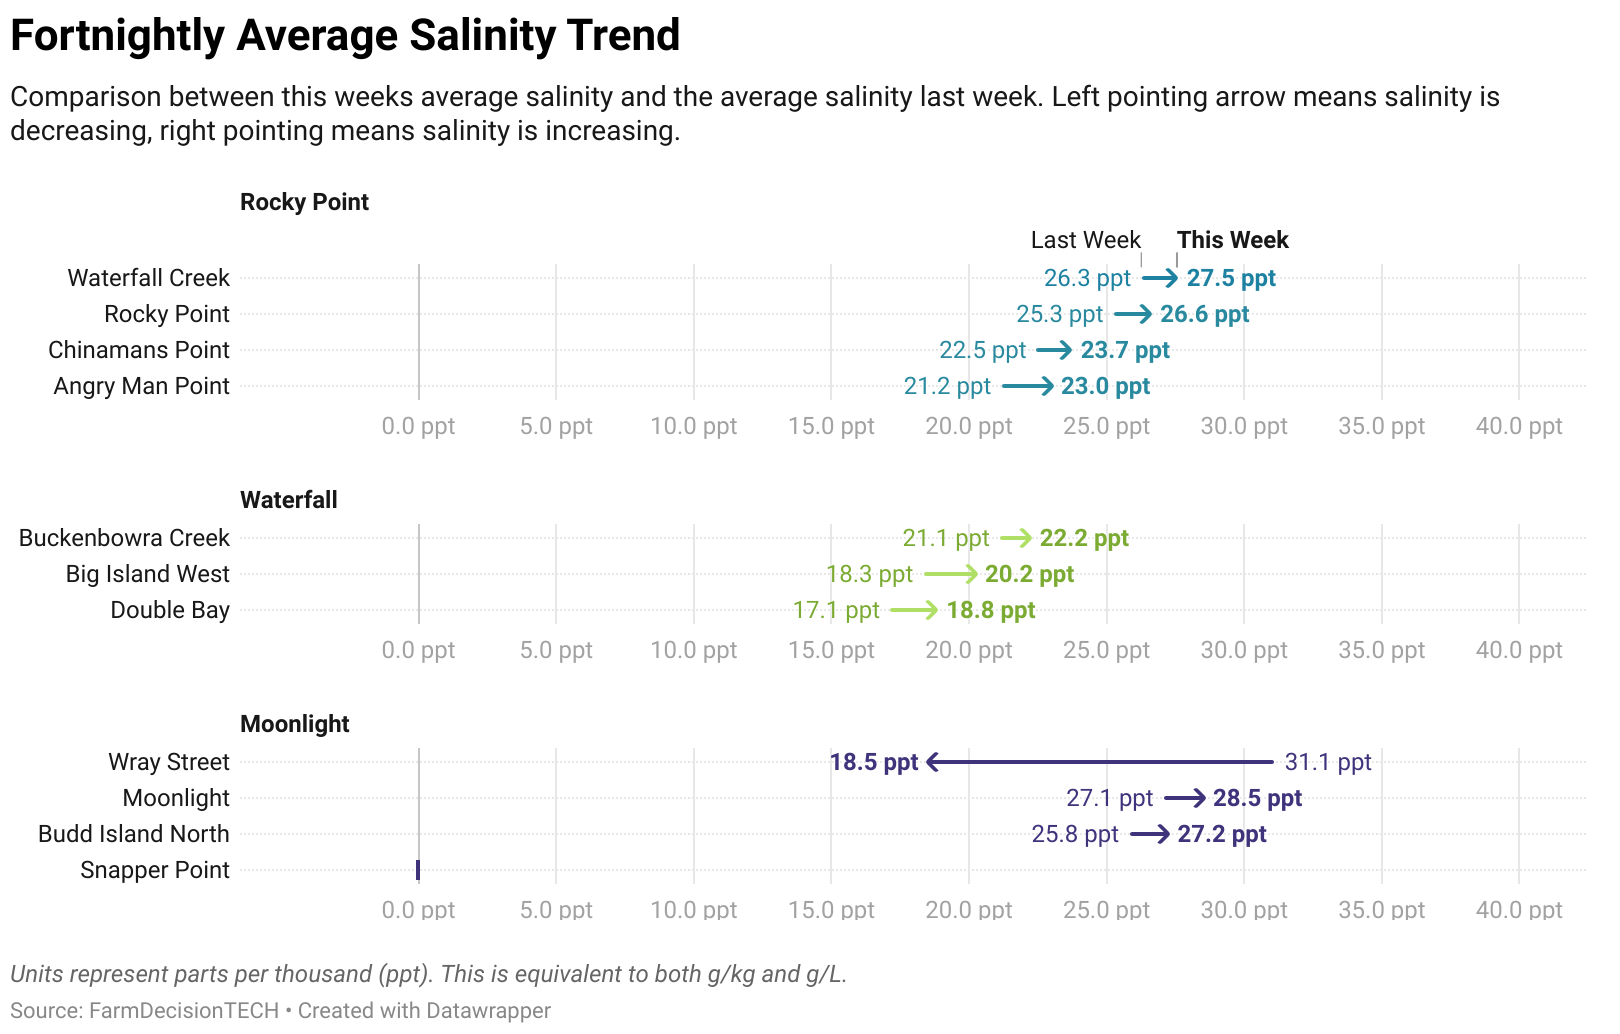 Fortnightly Average Salinity Trend
Comparison between this weeks average salinity and the average salinity last week. Left pointing arrow means salinity is
decreasing, right pointing means salinity is increasing.
Rocky Point
Last Week This Week
Waterfall Creek 26.3 ppt 27.5 ppt
Rocky Point 25.3 ppt 26.6 ppt
Chinamans Point 22.5 ppt 23.7 ppt
Angry Man Point 21.2 ppt 23.0 ppt
0.0 ppt 5.0 ppt 10.0 ppt 15.0 ppt 20.0 ppt 25.0 ppt 30.0 ppt 35.0 ppt 40.0 ppt
Waterfall
Buckenbowra Creek 21.1 ppt 22.2 ppt
Big Island West 18.3 ppt 20.2 ppt
Double Bay 17.1 ppt 18.8 ppt
0.0 ppt 5.0 ppt 10.0 ppt 15.0 ppt 20.0 ppt 25.0 ppt 30.0 ppt 35.0 ppt 40.0 ppt
Moonlight
Wray Street 18.5 ppt 31.1 ppt
Moonlight 27.1 ppt 28.5 ppt
Budd Island North 25.8 ppt 27.2 ppt
Snapper Point
0.0 ppt 5.0 ppt 10.0 ppt 15.0 ppt 20.0 ppt 25.0 ppt 30.0 ppt 35.0 ppt 40.0 ppt
Units represent parts per thousand (ppt). This is equivalent to both g/kg and g/L.
Source: FarmDecisionTECH • Created with Datawrapper